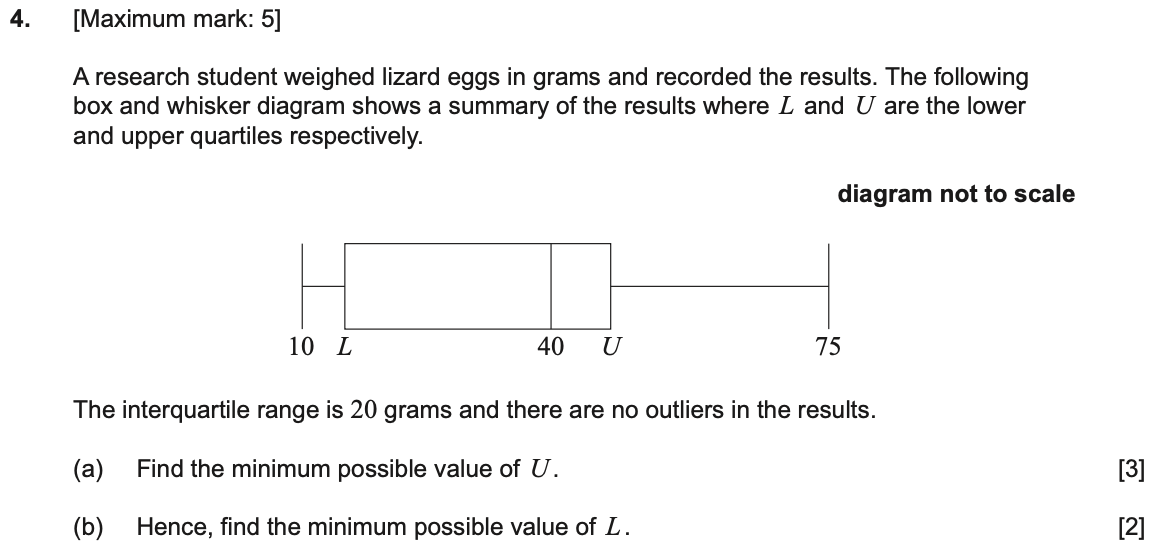 4. [Maximum mark: 5]
A research student weighed lizard eggs in grams and recorded the results. The following
box and whisker diagram shows a summary of the results where L and U are the lower
and upper quartiles respectively.
diagram not to scale
10 L 40 U 75
The interquartile range is 20 grams and there are no outliers in the results.
(a) Find the minimum possible value of U. [3]
(b) Hence, find the minimum possible value of L. [2]